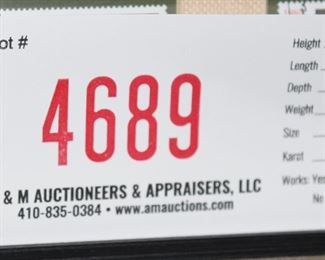 ot #
4689
& M AUCTIONEERS & APPRAISERS, LLC
410-835-0384 • www.amauctions.com
Height
Length
Depth
Weight
Size
Karat
Works: Yes
No